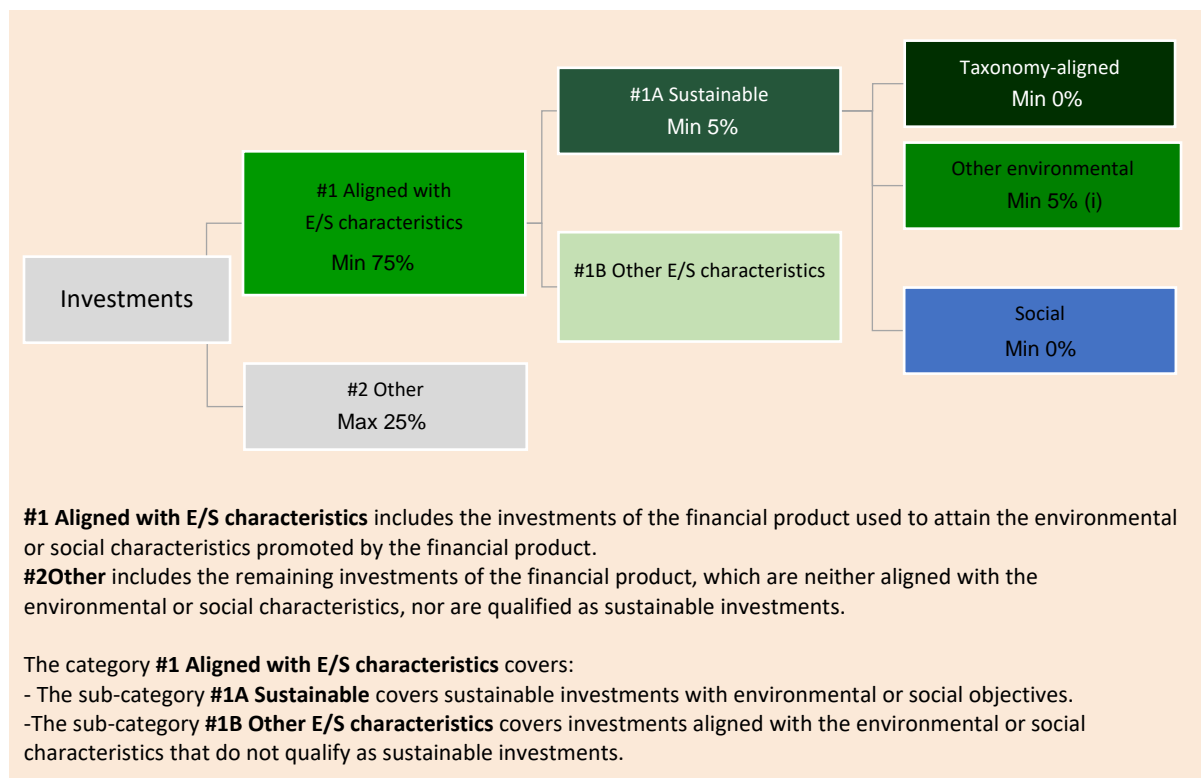 Investments
#1 Aligned with
E/S characteristics
Min 75%
#2 Other
Max 25%
#1A Sustainable
Min 5%
#1B Other E/S characteristics
Taxonomy-aligned
Min 0%
Other environmental
Min 5% (i)
Social
Min 0%
#1 Aligned with E/S characteristics includes the investments of the financial product used to attain the environmental
or social characteristics promoted by the financial product.
#2Other includes the remaining investments of the financial product, which are neither aligned with the
environmental or social characteristics, nor are qualified as sustainable investments.
The category #1 Aligned with E/S characteristics covers:
- The sub-category #1A Sustainable covers sustainable investments with environmental or social objectives.
-The sub-category #1B Other E/S characteristics covers investments aligned with the environmental or social
characteristics that do not qualify as sustainable investments.